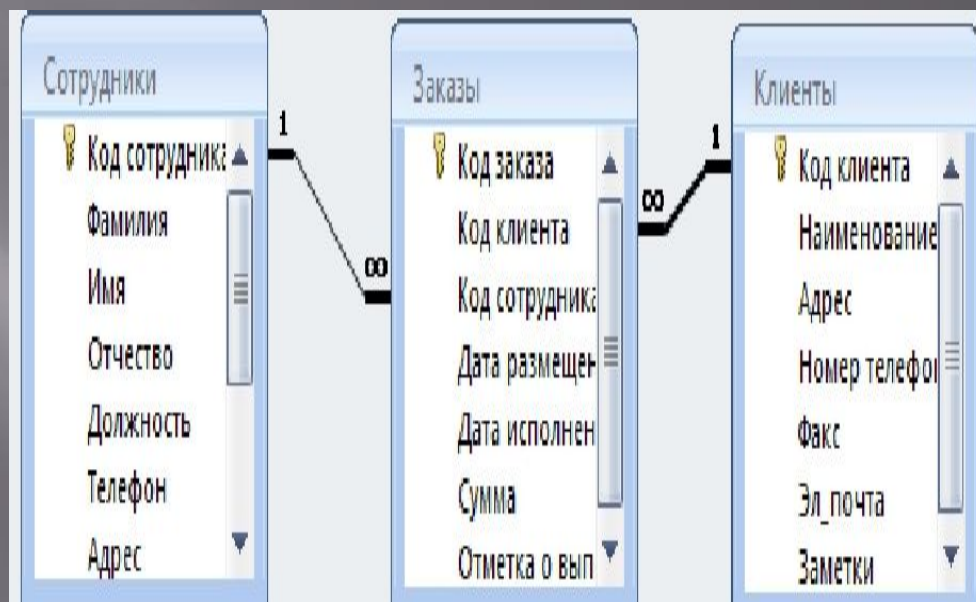 Сотрудники
Код сотрудника
Фамилия
Имя
Отчество
Должность
Телефон
Адрес
1
∞
Заказы
Код заказа
Код клиента
Код сотрудника
Дата размещен
Дата исполнен
Сумма
Отметка о вып
∞
1
Клиенты
Код клиента
Наименование
Адрес
Номер телефо
Факс
Эл_почта
Заметки